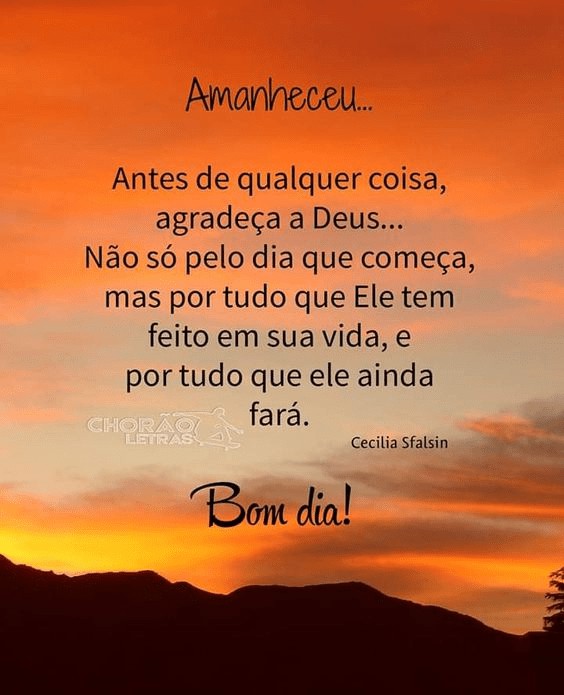 Amanheceu...
Antes de qualquer coisa,
agradeça a Deus...
Não só pelo dia que começa,
mas por tudo que Ele tem
feito em sua vida, e
por tudo que ele ainda
fará.
CHORÃO
LETRAS
Cecilia Sfalsin
Bom dia!